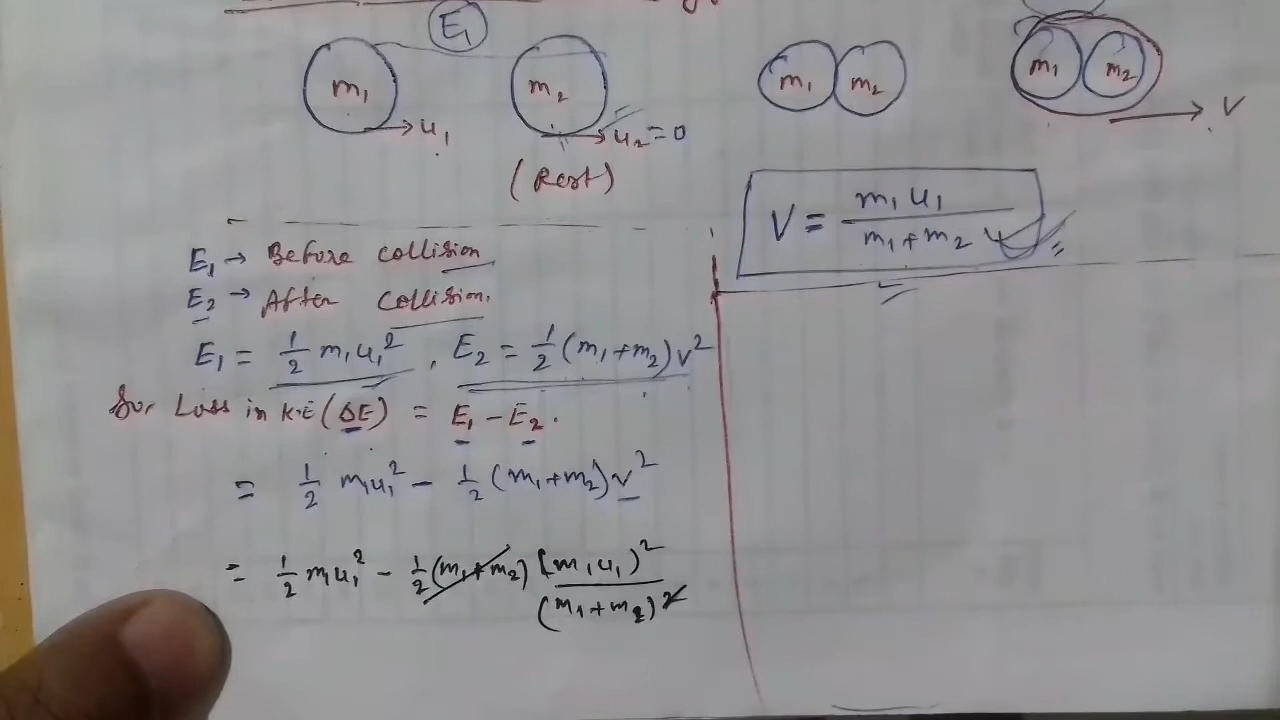 E₁
m₁ m₂ m₁ m₂ m₁ m₂
u₁ u₂ = 0 V
(Rest)
V = m₁u₁ / m₁+m₂
E₁ → Before collision
E₂ → After collision.
E₁ = 1/2 m₁u₁² , E₂ = 1/2 (m₁+m₂)v²
for Loss in K.E (ΔE) = E₁ - E₂.
= 1/2 m₁u₁² - 1/2 (m₁+m₂)v²
= 1/2 m₁u₁² - 1/2 (m₁+m₂) (m₁u₁)² / (m₁+m₂)²